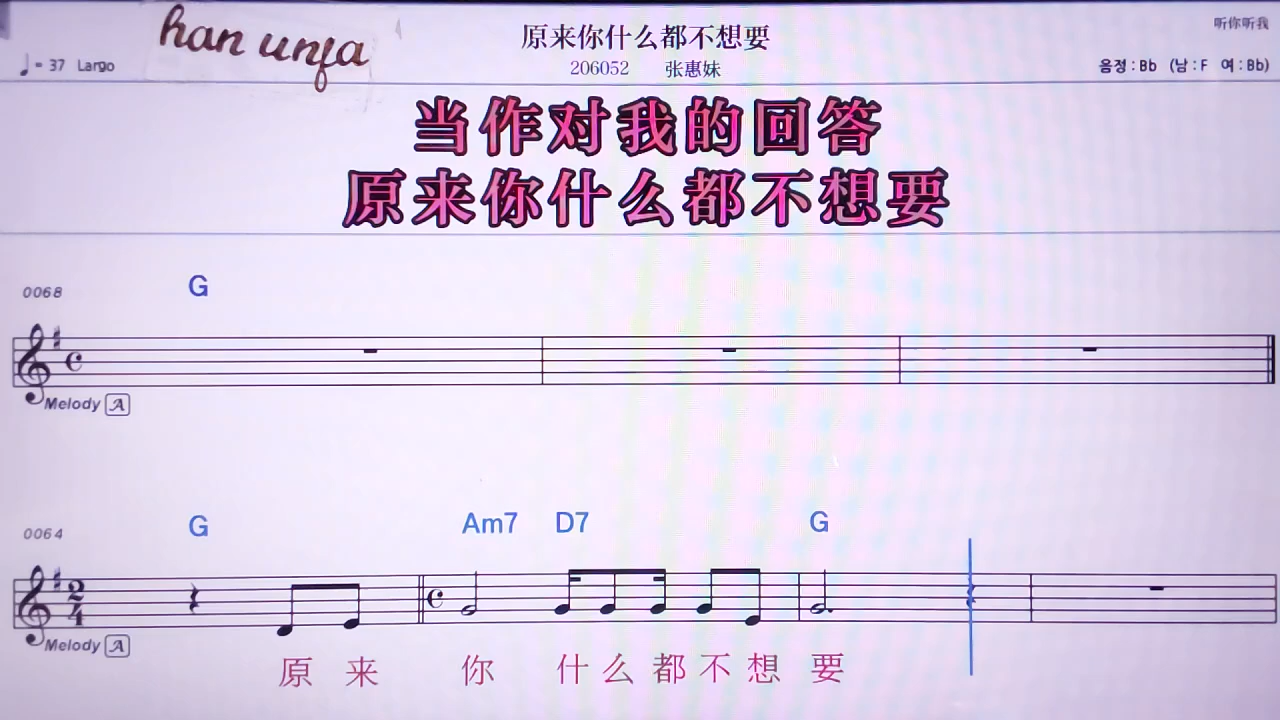 han unfa
原来你什么都不想要
听你听我
♩= 37 Largo
206052 张惠妹
음정:Bb (남:F 여:Bb)
当作对我的回答
原来你什么都不想要
0068 G
Melody A
0064 G Am7 D7 G
2/4
Melody A
原来你什么都不想要